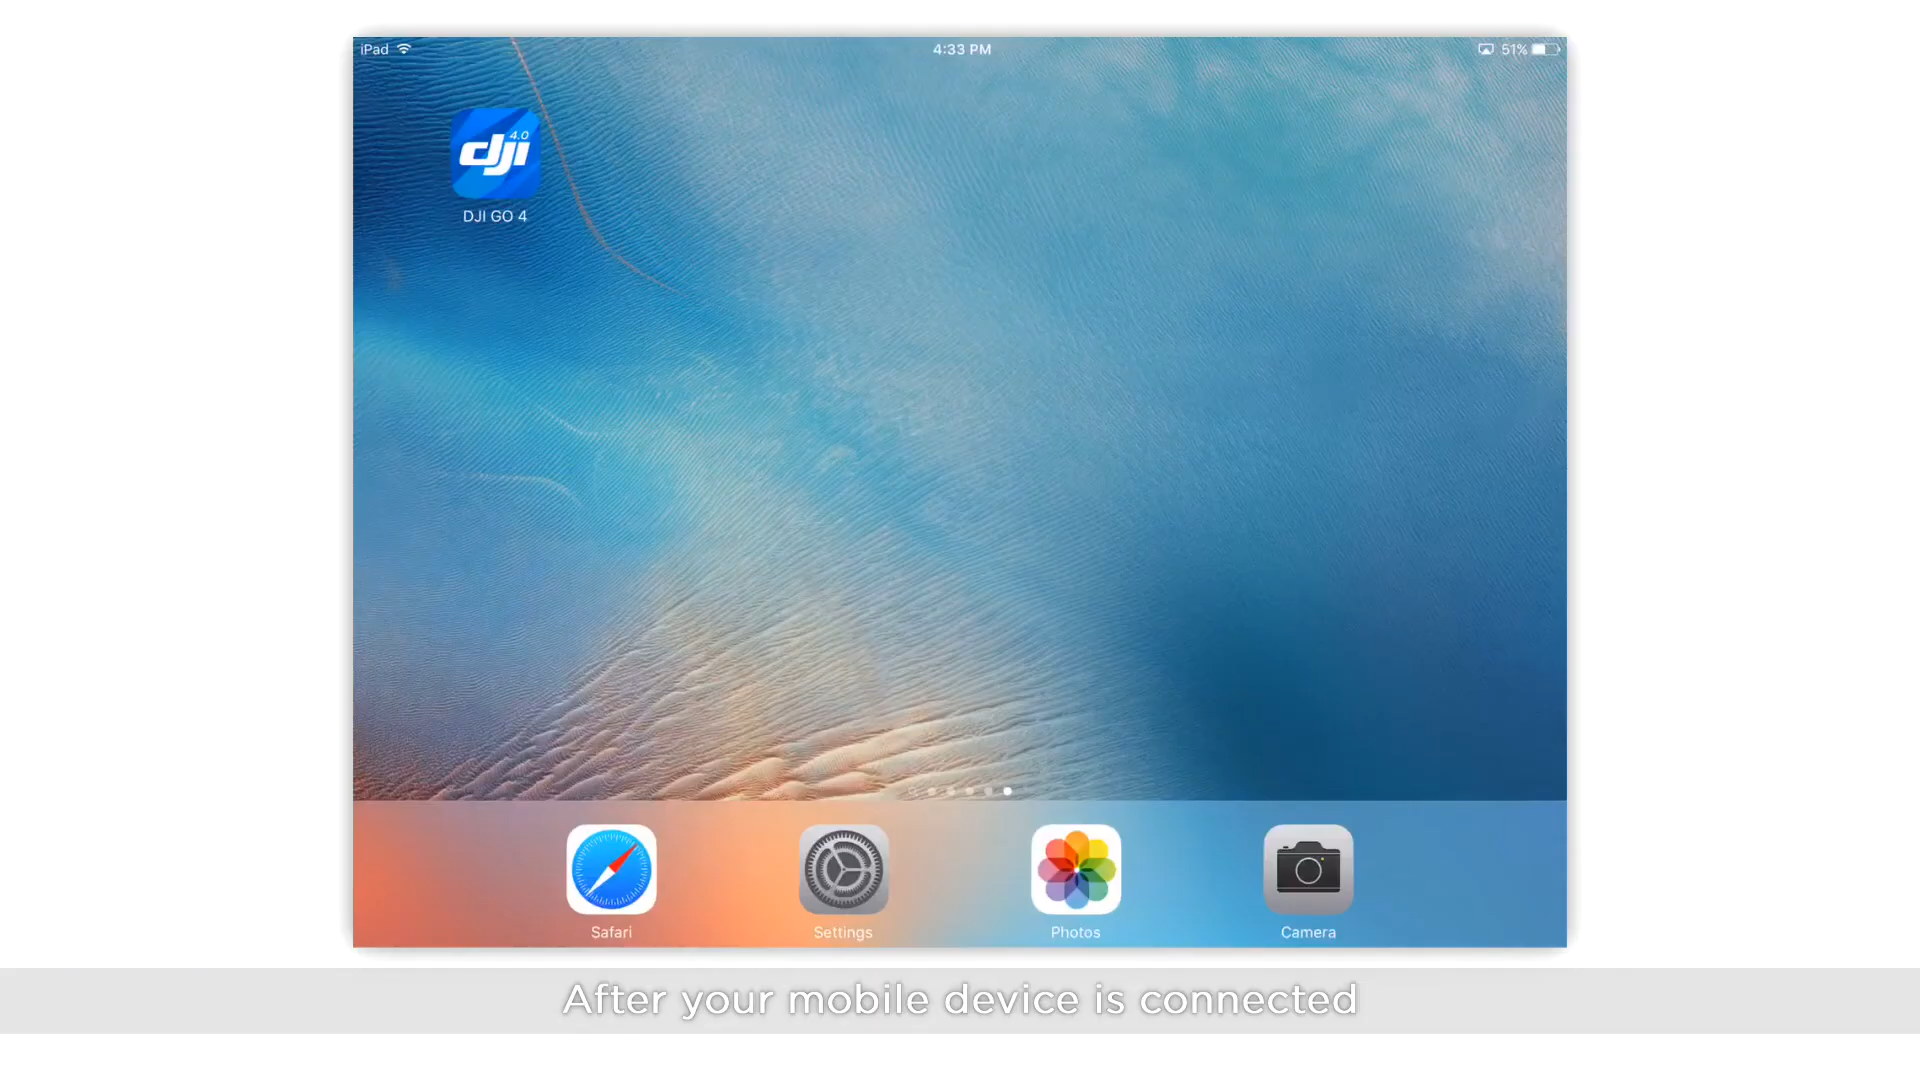 iPad
4:33 PM
51%
4.0
dji
DJI GO 4
Safari
Settings
Photos
Camera
After your mobile device is connected